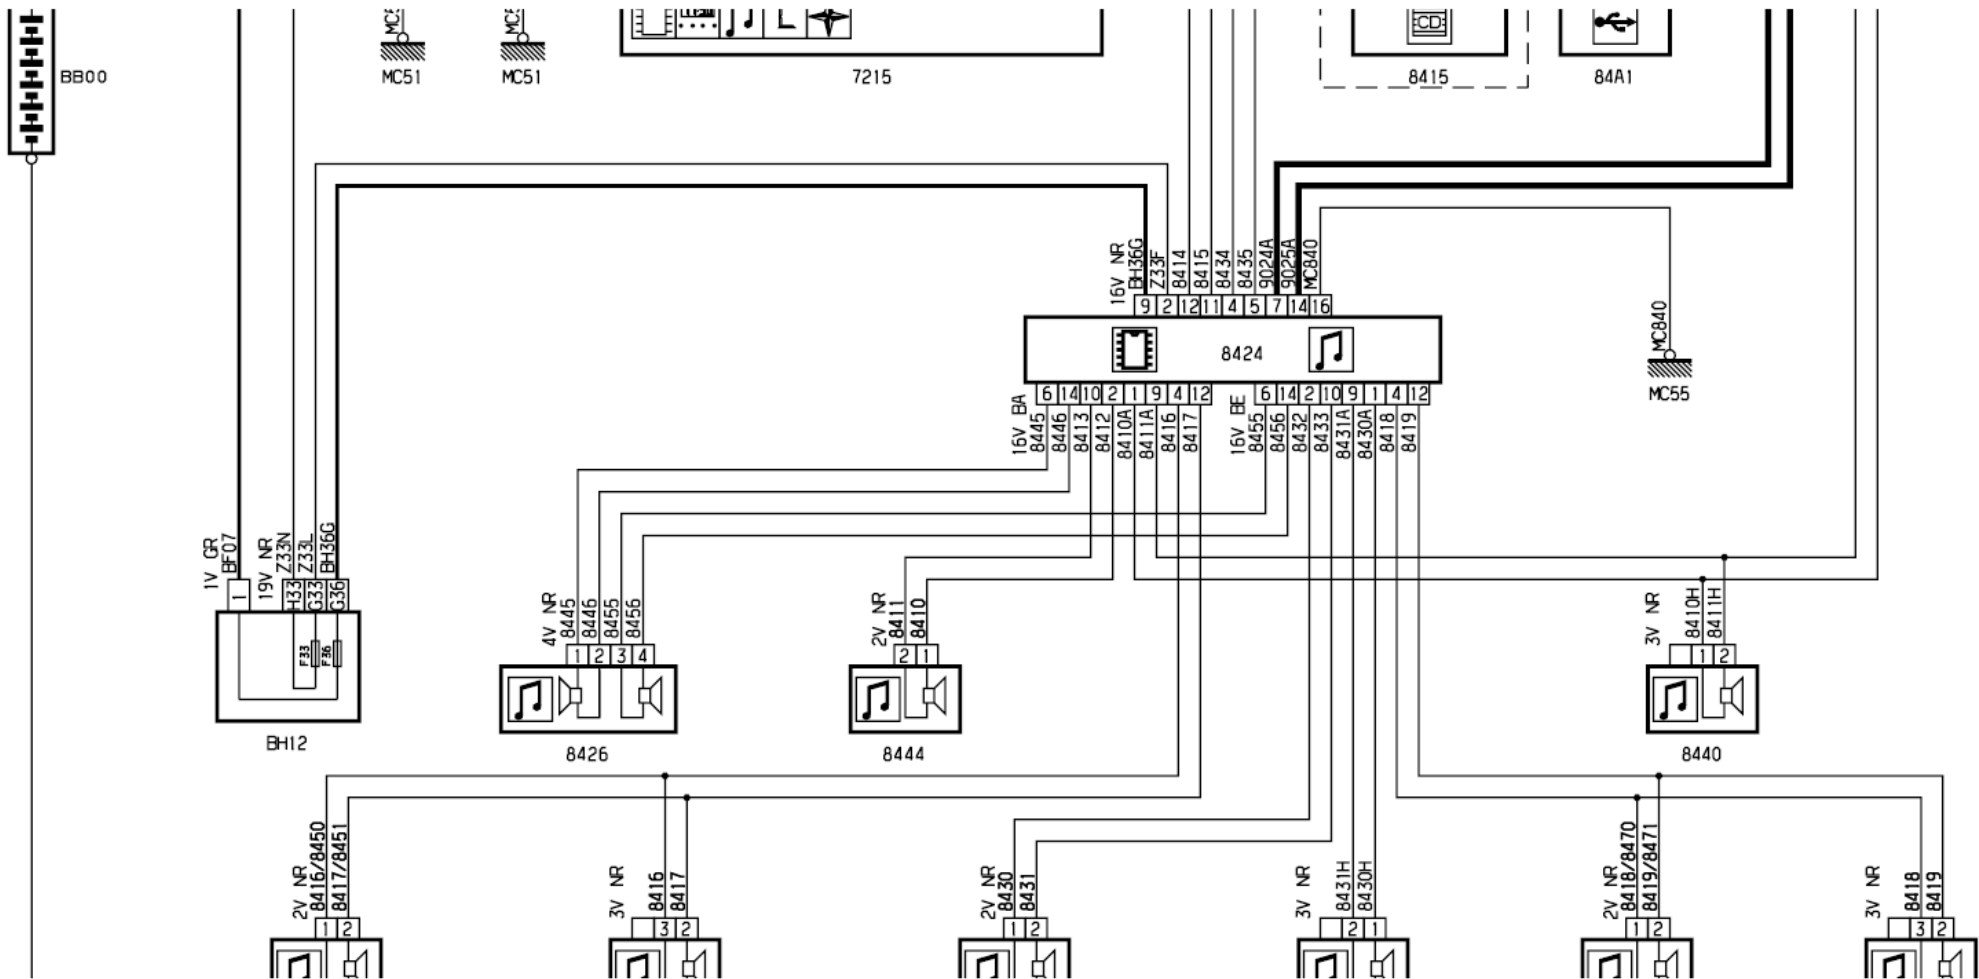 BB00
MC51
MC51
7215
CD
8415
84A1
16V NR
BH36G
Z33F
8414
8415
8434
8435
9024A
9025A
MC840
9 2 12 11 4 5 7 14 16
8424
MC840
MC55
6 14 10 2 1 9 4 12
6 14 2 10 9 1 4 12
16V BA
8445
8446
8413
8412
8410A
8411A
8416
8417
16V BE
8455
8456
8432
8433
8431A
8430A
8418
8419
1V GR
BF07
19V NR
Z33N
Z33L
BH36G
1
H33
G33
G36
F33
F36
BH12
4V NR
8445
8446
8455
8456
1 2 3 4
8426
2V NR
8411
8410
2 1
8444
3V NR
8410H
8411H
1 2
8440
2V NR
8416/8450
8417/8451
1 2
3V NR
8416
8417
3 2
2V NR
8430
8431
1 2
3V NR
8431H
8430H
2 1
2V NR
8418/8470
8419/8471
1 2
3V NR
8418
8419
3 2